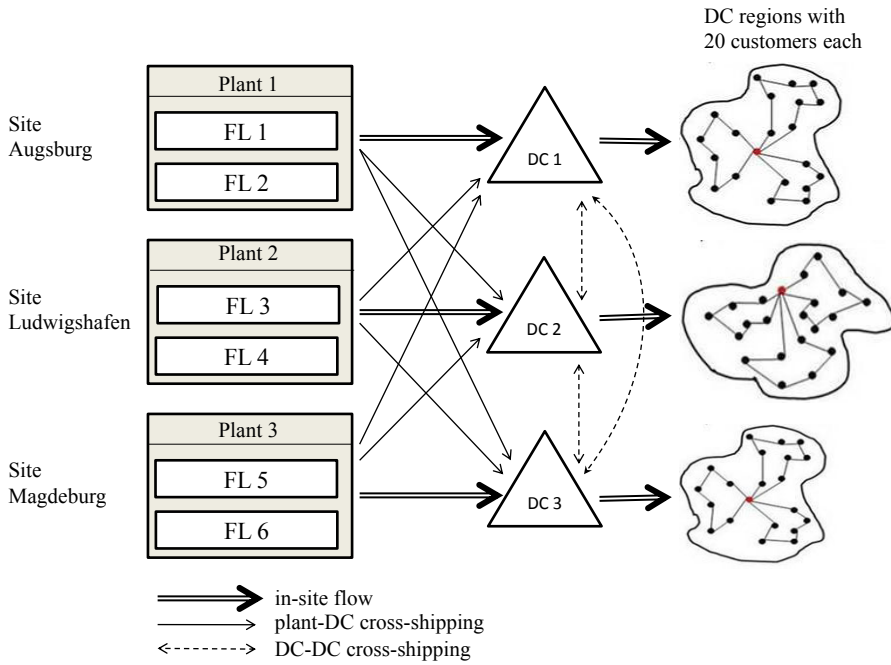 DC regions with
20 customers each
Site
Augsburg
Plant 1
FL 1
FL 2
DC 1
Site
Ludwigshafen
Plant 2
FL 3
FL 4
DC 2
Site
Magdeburg
Plant 3
FL 5
FL 6
DC 3
in-site flow
plant-DC cross-shipping
DC-DC cross-shipping